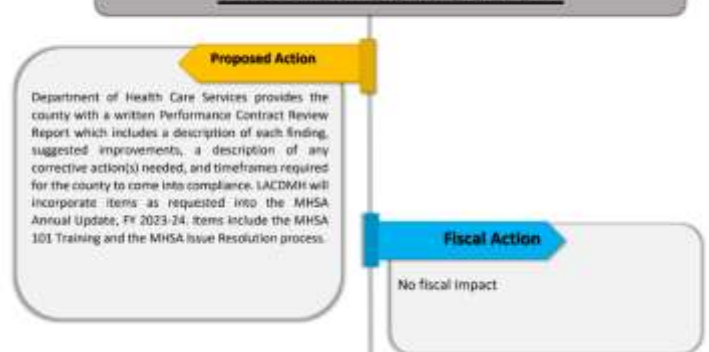 Proposed Action
Department of Health Care Services provides the
county with a written Performance Contract Review
Report which includes a description of each finding,
suggested improvements, a description of any
corrective action(s) needed, and timeframes required
for the county to come into compliance. LACDMH will
incorporate items as requested into the MHSA
Annual Update, FY 2023-24. Items include the MHSA
101 Training and the MHSA Issue Resolution process.
Fiscal Action
No fiscal impact